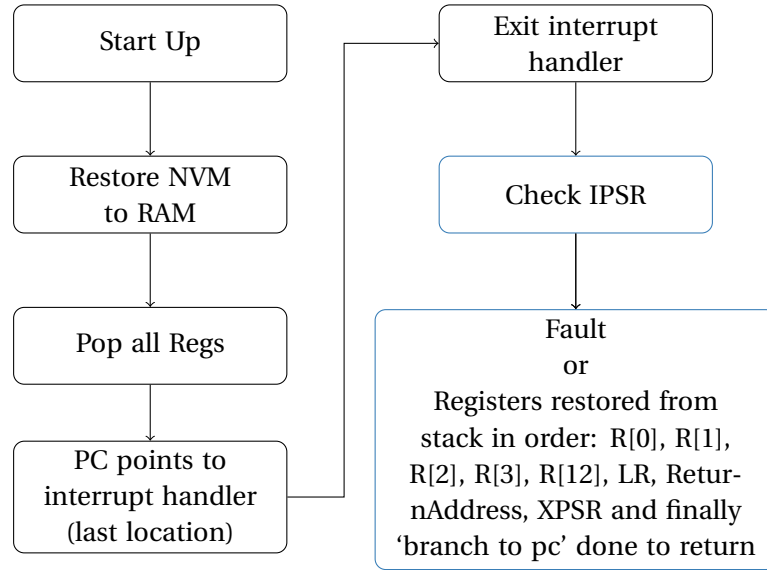 Start Up
Restore NVM
to RAM
Pop all Regs
PC points to
interrupt handler
(last location)
Exit interrupt
handler
Check IPSR
Fault
or
Registers restored from
stack in order: R[0], R[1],
R[2], R[3], R[12], LR, Retur-
nAddress, XPSR and finally
‘branch to pc’ done to return